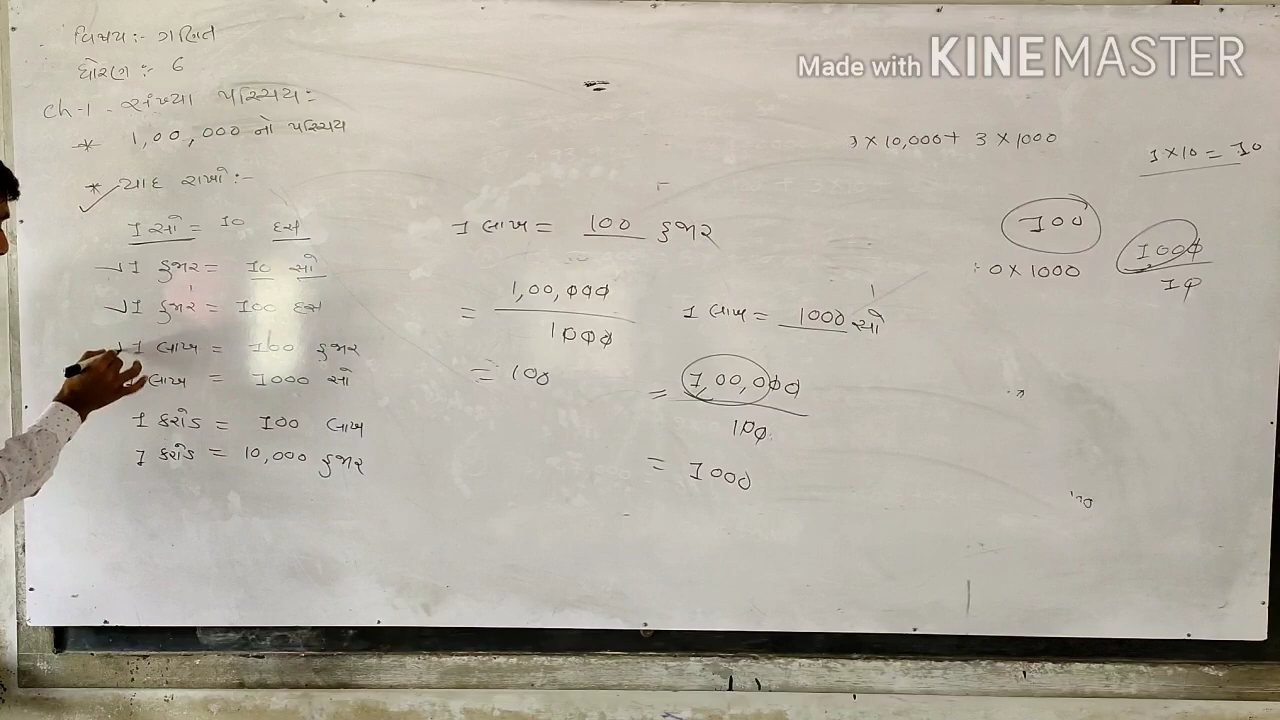 વિષય:- ગણિત
ધોરણ :- 6
Ch-1. સંખ્યા પરિચય:
* 1,00,000 નો પરિચય
* યાદ રાખો:-
1 સો = 10 દસ
1 હજાર = 10 સો
1 હજાર = 100 દસ
1 લાખ = 100 હજાર
લાખ = 1000 સો
1 કરોડ = 100 લાખ
1 કરોડ = 10,000 હજાર
1 લાખ = 100 હજાર
= 1,00,000
1000
= 100
1 લાખ = 1000 સો
= 1,00,000
100
= 1000
Made with KINEMASTER
× 10,000 + 3 × 1000
1 × 10 = 10
100
0 × 1000
1000
10